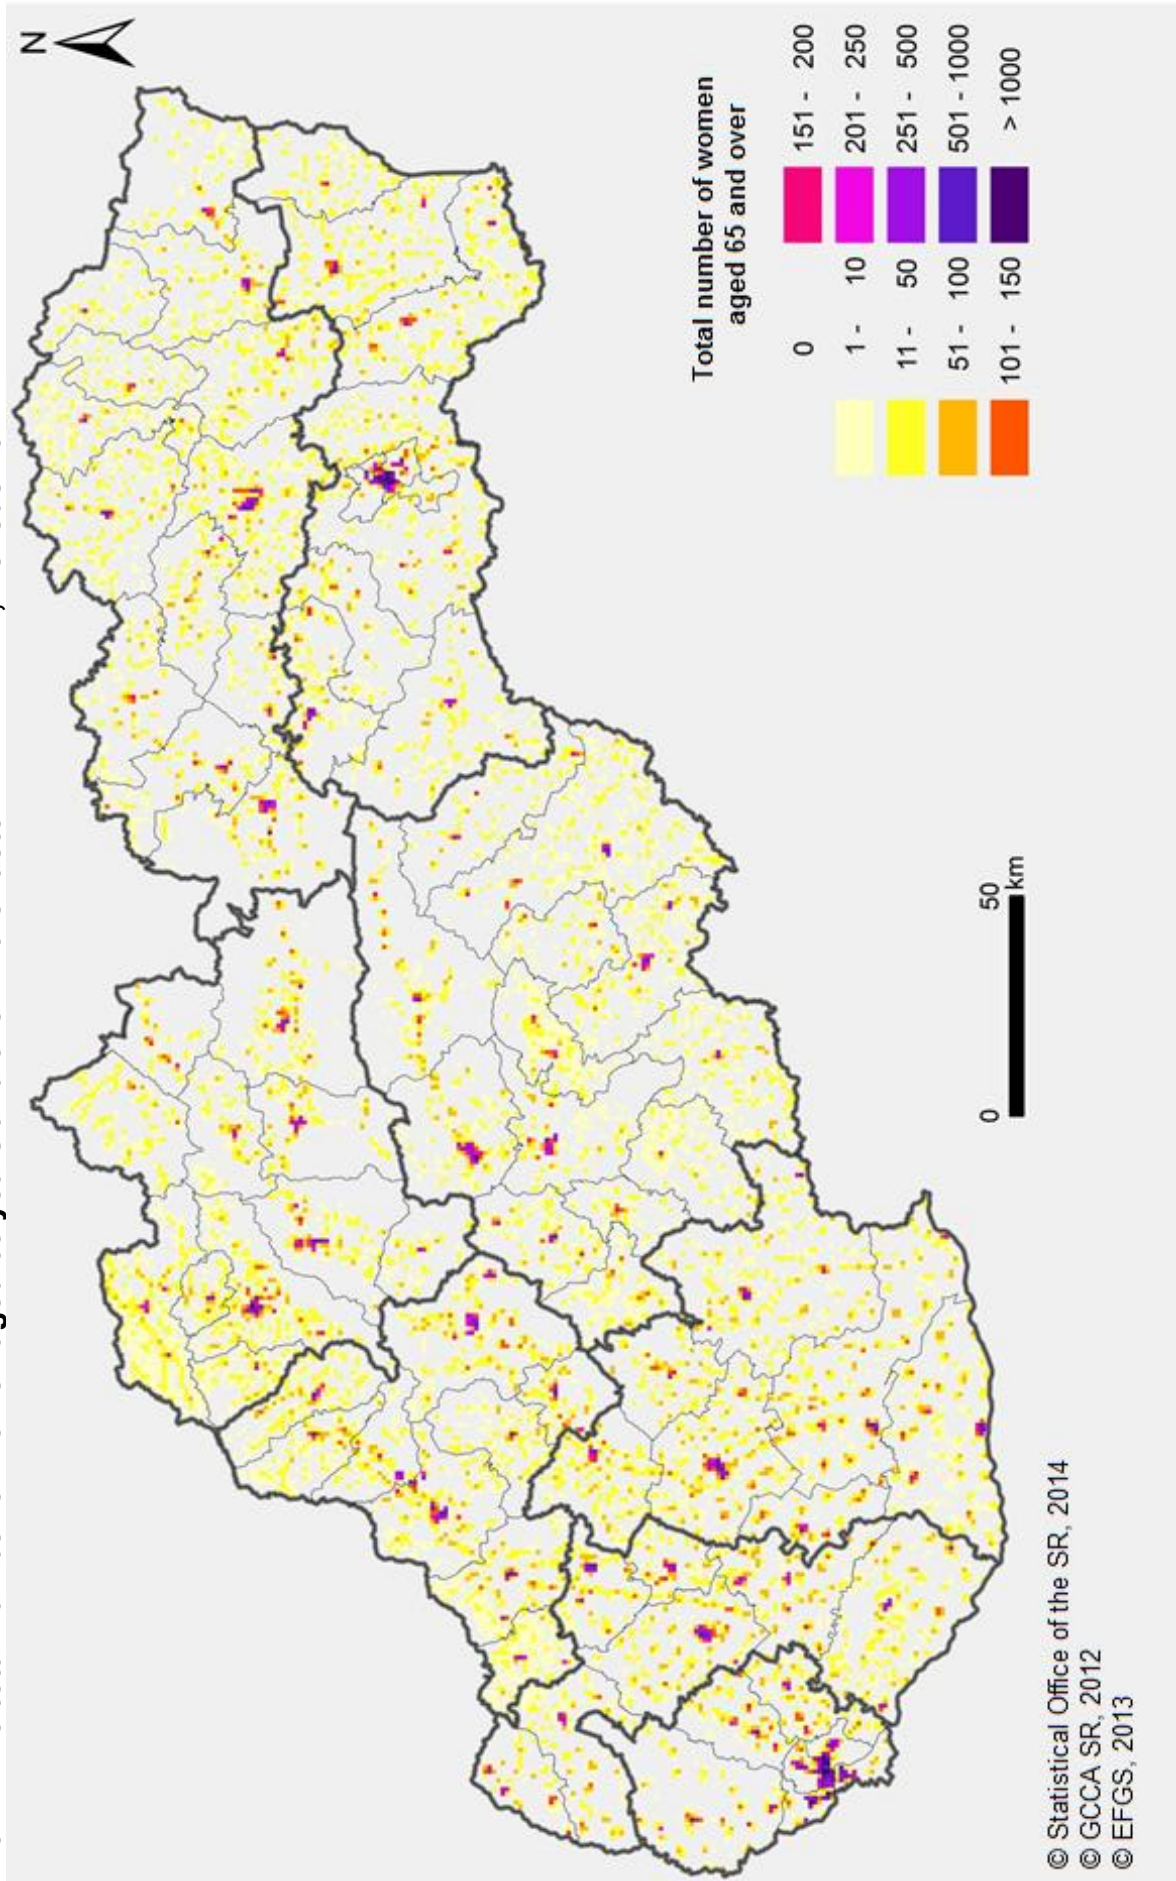 N
Total number of women
aged 65 and over
0
1 - 10
11 - 50
51 - 100
101 - 150
151 - 200
201 - 250
251 - 500
501 - 1000
> 1000
0 50
km
© Statistical Office of the SR, 2014
© GCCA SR, 2012
© EFGS, 2013